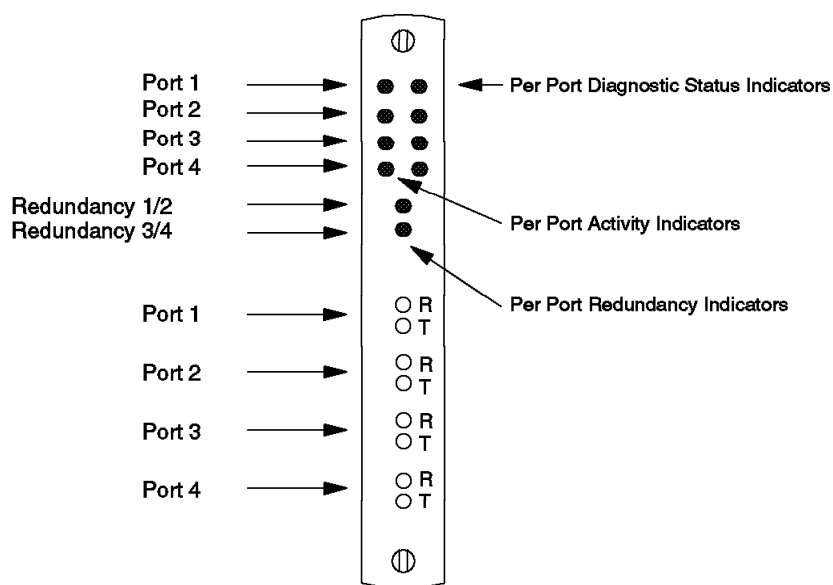 Port 1
Per Port Diagnostic Status Indicators
Port 2
Port 3
Port 4
Redundancy 1/2
Per Port Activity Indicators
Redundancy 3/4
Per Port Redundancy Indicators
Port 1
R
T
Port 2
R
T
Port 3
R
T
Port 4
R
T